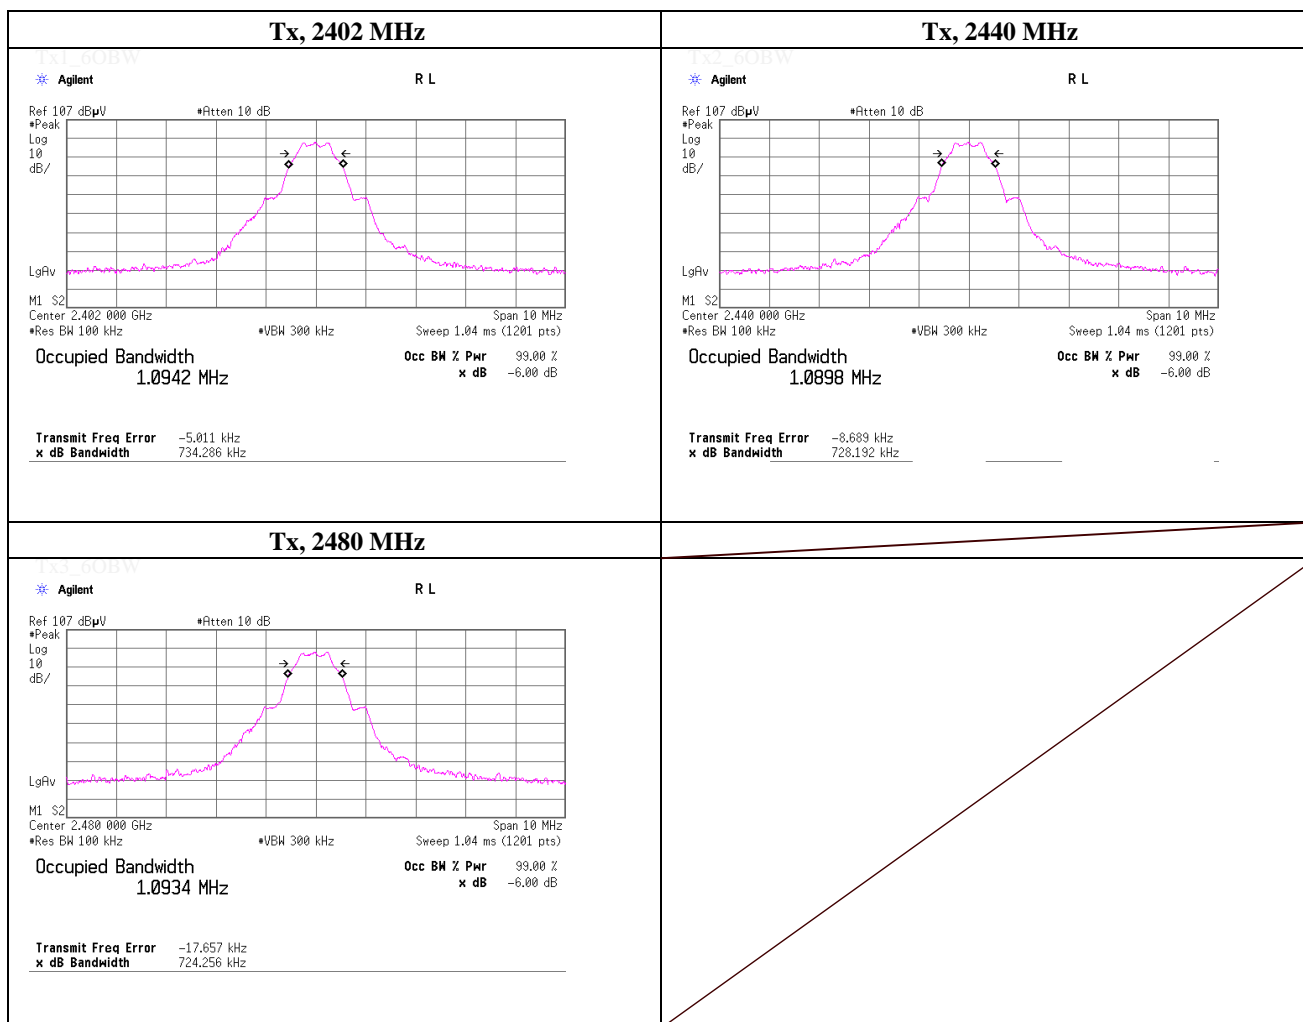 Tx, 2402 MHz
Tx, 2440 MHz
Tx1_6OBW
Agilent
R L
Ref 107 dBµV
#Atten 10 dB
#Peak
Log
10
dB/
LgAv
M1 S2
Center 2.402 000 GHz
Span 10 MHz
#Res BW 100 kHz
#VBW 300 kHz
Sweep 1.04 ms (1201 pts)
Occupied Bandwidth
1.0942 MHz
Occ BW % Pwr 99.00 %
x dB -6.00 dB
Transmit Freq Error -5.011 kHz
x dB Bandwidth 734.286 kHz
Tx2_6OBW
Agilent
R L
Ref 107 dBµV
#Atten 10 dB
#Peak
Log
10
dB/
LgAv
M1 S2
Center 2.440 000 GHz
Span 10 MHz
#Res BW 100 kHz
#VBW 300 kHz
Sweep 1.04 ms (1201 pts)
Occupied Bandwidth
1.0898 MHz
Occ BW % Pwr 99.00 %
x dB -6.00 dB
Transmit Freq Error -8.689 kHz
x dB Bandwidth 728.192 kHz
Tx, 2480 MHz
Tx3_6OBW
Agilent
R L
Ref 107 dBµV
#Atten 10 dB
#Peak
Log
10
dB/
LgAv
M1 S2
Center 2.480 000 GHz
Span 10 MHz
#Res BW 100 kHz
#VBW 300 kHz
Sweep 1.04 ms (1201 pts)
Occupied Bandwidth
1.0934 MHz
Occ BW % Pwr 99.00 %
x dB -6.00 dB
Transmit Freq Error -17.657 kHz
x dB Bandwidth 724.256 kHz